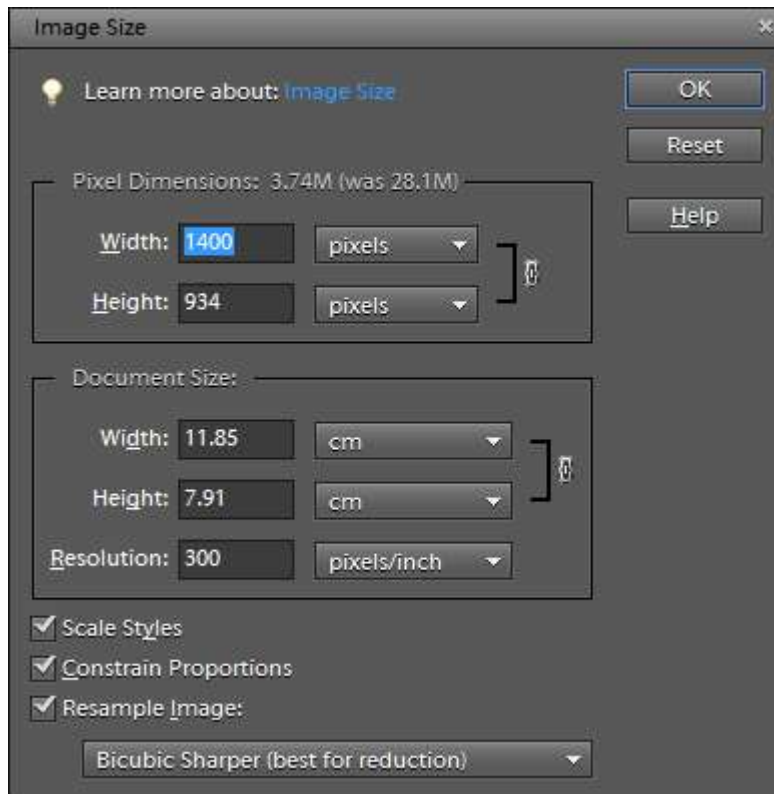 Image Size
Learn more about: Image Size
OK
Reset
Help
Pixel Dimensions: 3.74M (was 28.1M)
Width: 1400 pixels
Height: 934 pixels
Document Size:
Width: 11.85 cm
Height: 7.91 cm
Resolution: 300 pixels/inch
Scale Styles
Constrain Proportions
Resample Image:
Bicubic Sharper (best for reduction)